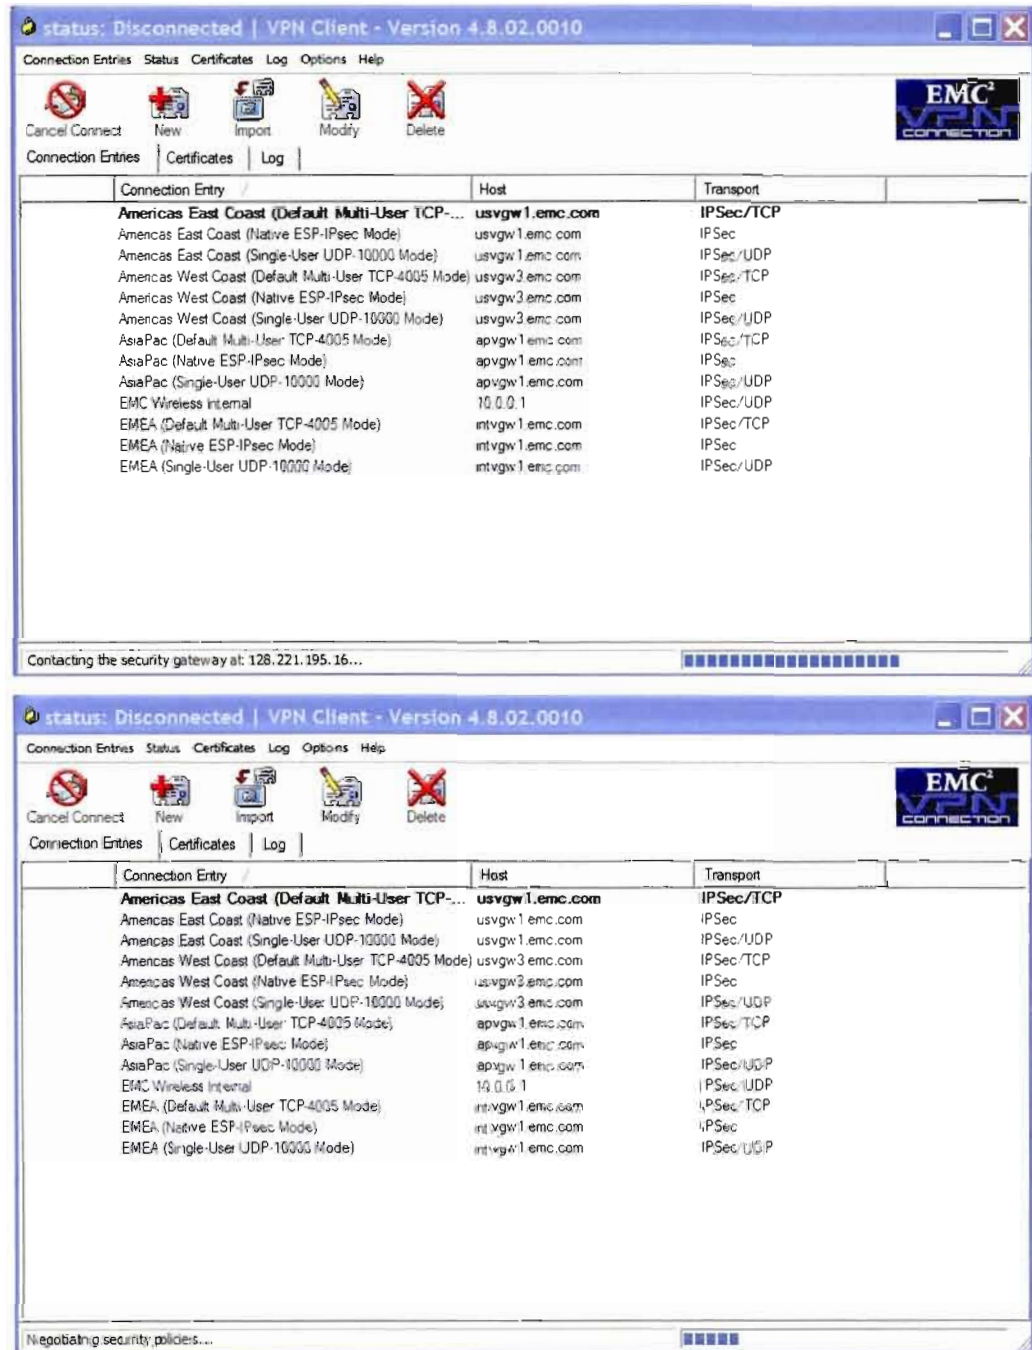 status: Disconnected | VPN Client - Version 4.8.02.0010
Connection Entries Status Certificates Log Options Help
Cancel Connect New Import Modify Delete
EMC² VPN CONNECTION
Connection Entries Certificates Log
Connection Entry Host Transport
Americas East Coast (Default Multi-User TCP-... usvgw1.emc.com IPSec/TCP
Americas East Coast (Native ESP-IPsec Mode) usvgw1.emc.com IPSec
Americas East Coast (Single-User UDP-10000 Mode) usvgw1.emc.com IPSec/UDP
Americas West Coast (Default Multi-User TCP-4005 Mode) usvgw3.emc.com IPSec/TCP
Americas West Coast (Native ESP-IPsec Mode) usvgw3.emc.com IPSec
Americas West Coast (Single-User UDP-10000 Mode) usvgw3.emc.com IPSec/UDP
AsiaPac (Default Multi-User TCP-4005 Mode) apvgw1.emc.com IPSec/TCP
AsiaPac (Native ESP-IPsec Mode) apvgw1.emc.com IPSec
AsiaPac (Single-User UDP-10000 Mode) apvgw1.emc.com IPSec/UDP
EMC Wireless Internal 10.0.0.1 IPSec/UDP
EMEA (Default Multi-User TCP-4005 Mode) intvgw1.emc.com IPSec/TCP
EMEA (Native ESP-IPsec Mode) intvgw1.emc.com IPSec
EMEA (Single-User UDP-10000 Mode) intvgw1.emc.com IPSec/UDP
Contacting the security gateway at: 128.221.195.16...
status: Disconnected | VPN Client - Version 4.8.02.0010
Connection Entries Status Certificates Log Options Help
Cancel Connect New Import Modify Delete
EMC² VPN CONNECTION
Connection Entries Certificates Log
Connection Entry Host Transport
Americas East Coast (Default Multi-User TCP-... usvgw1.emc.com IPSec/TCP
Americas East Coast (Native ESP-IPsec Mode) usvgw1.emc.com IPSec
Americas East Coast (Single-User UDP-10000 Mode) usvgw1.emc.com IPSec/UDP
Americas West Coast (Default Multi-User TCP-4005 Mode) usvgw3.emc.com IPSec/TCP
Americas West Coast (Native ESP-IPsec Mode) usvgw3.emc.com IPSec
Americas West Coast (Single-User UDP-10000 Mode) usvgw3.emc.com IPSec/UDP
AsiaPac (Default Multi-User TCP-4005 Mode) apvgw1.emc.com IPSec/TCP
AsiaPac (Native ESP-IPsec Mode) apvgw1.emc.com IPSec
AsiaPac (Single-User UDP-10000 Mode) apvgw1.emc.com IPSec/UDP
EMC Wireless Internal 10.0.0.1 IPSec/UDP
EMEA (Default Multi-User TCP-4005 Mode) intvgw1.emc.com IPSec/TCP
EMEA (Native ESP-IPsec Mode) intvgw1.emc.com IPSec
EMEA (Single-User UDP-10000 Mode) intvgw1.emc.com IPSec/UDP
Negotiating security policies...